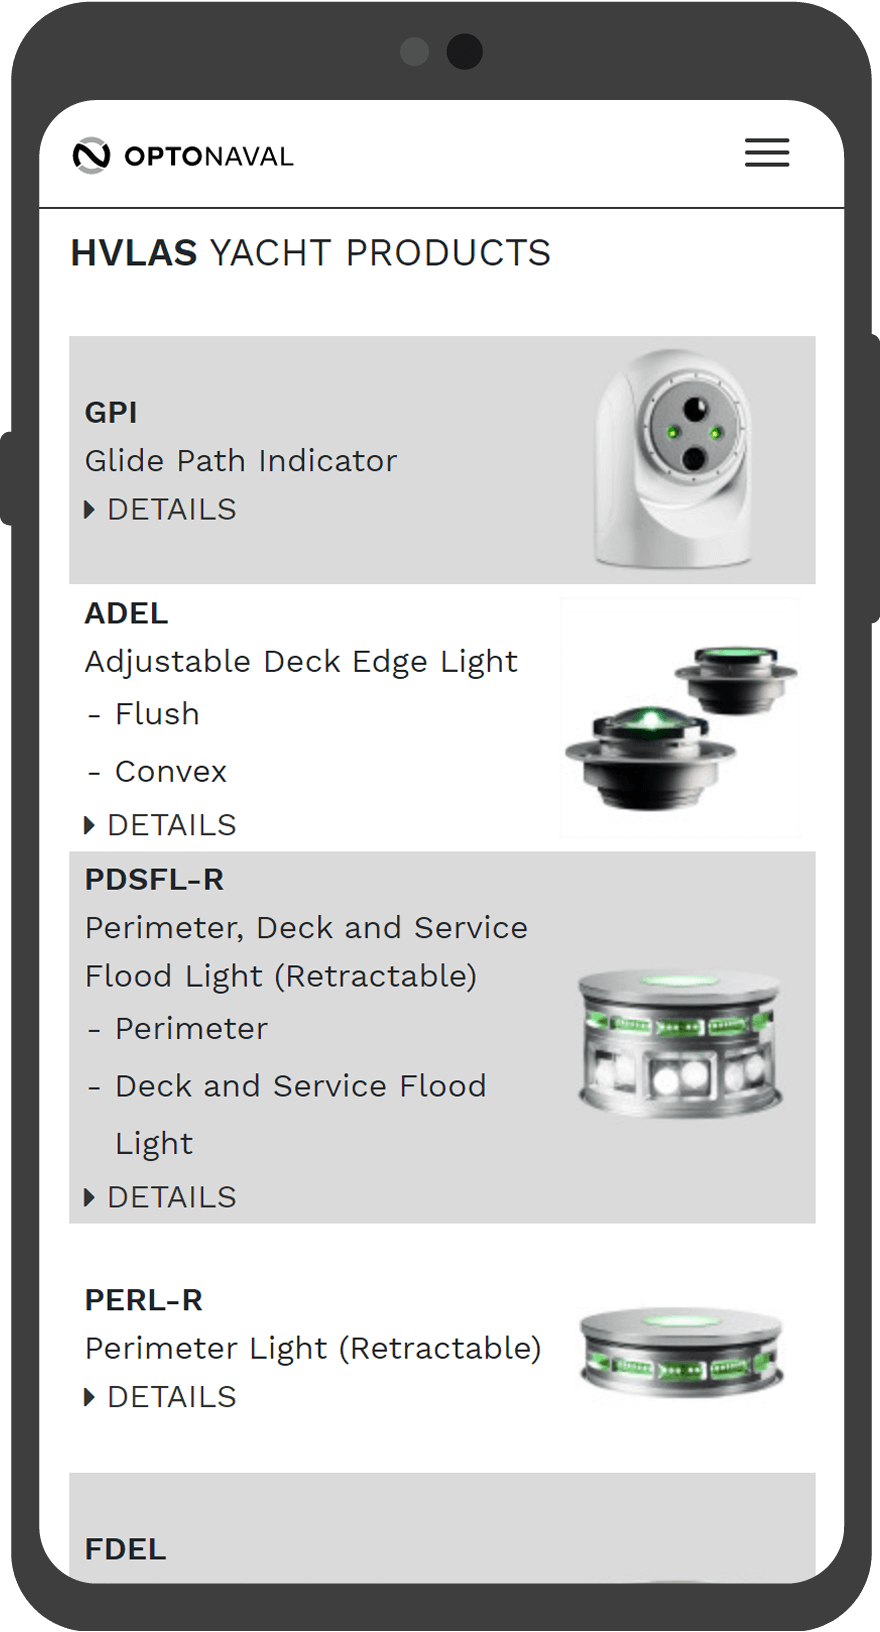 OPTONAVAL
HVLAS YACHT PRODUCTS
GPI
Glide Path Indicator
DETAILS
ADEL
Adjustable Deck Edge Light
- Flush
- Convex
DETAILS
PDSFL-R
Perimeter, Deck and Service
Flood Light (Retractable)
- Perimeter
- Deck and Service Flood
Light
DETAILS
PERL-R
Perimeter Light (Retractable)
DETAILS
FDEL